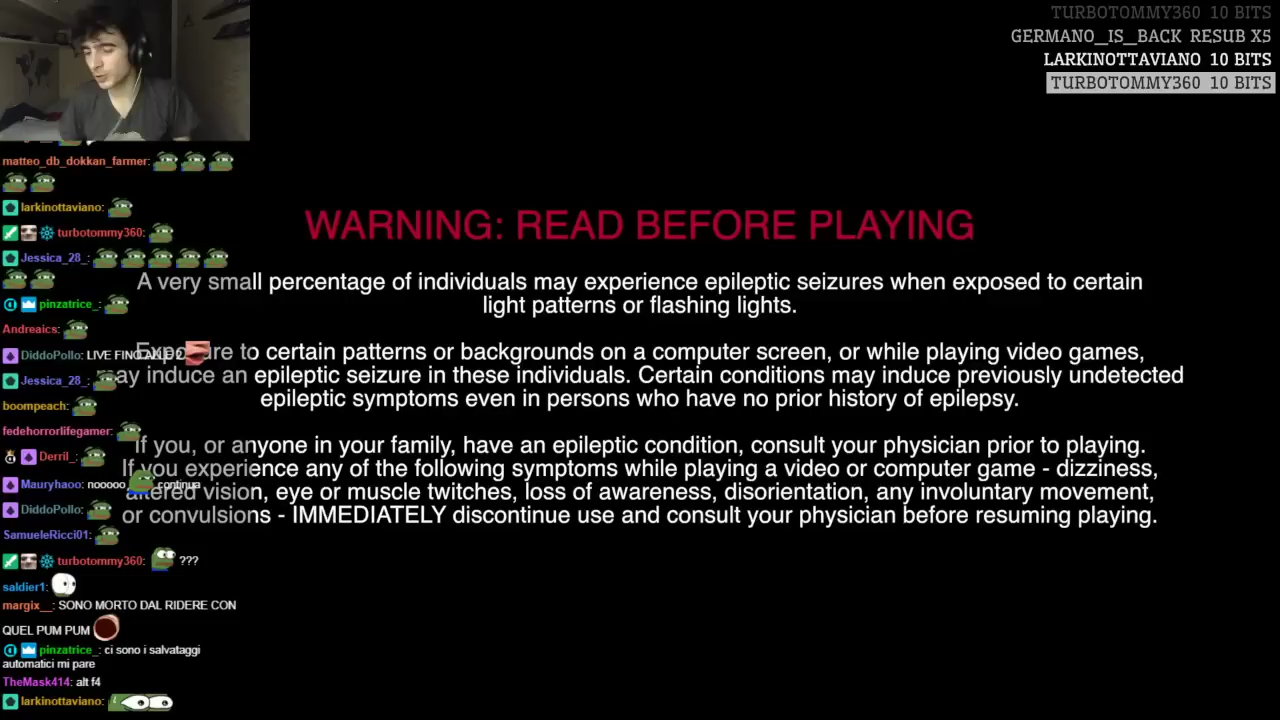 TURBOTOMMY360 10 BITS
GERMANO_IS_BACK RESUB X5
LARKINOTTAVIANO 10 BITS
TURBOTOMMY360 10 BITS
matteo_db_dokkan_farmer:
larkinottaviano:
turbotommy360:
Jessica_28_:
pinzatrice_:
Andreaics:
DiddoPollo: LIVE FINO ALLE 2
Jessica_28_:
boompeach:
fedehorrorlifegamer:
Derril_:
Mauryhaoo: nooooo continua
DiddoPollo:
SamueleRicci01:
turbotommy360: ???
saldier1:
margix__: SONO MORTO DAL RIDERE CON
QUEL PUM PUM
pinzatrice_: ci sono i salvataggi
automatici mi pare
TheMask414: alt f4
larkinottaviano:
WARNING: READ BEFORE PLAYING
A very small percentage of individuals may experience epileptic seizures when exposed to certain
light patterns or flashing lights.
Exposure to certain patterns or backgrounds on a computer screen, or while playing video games,
may induce an epileptic seizure in these individuals. Certain conditions may induce previously undetected
epileptic symptoms even in persons who have no prior history of epilepsy.
If you, or anyone in your family, have an epileptic condition, consult your physician prior to playing.
If you experience any of the following symptoms while playing a video or computer game - dizziness,
altered vision, eye or muscle twitches, loss of awareness, disorientation, any involuntary movement,
or convulsions - IMMEDIATELY discontinue use and consult your physician before resuming playing.